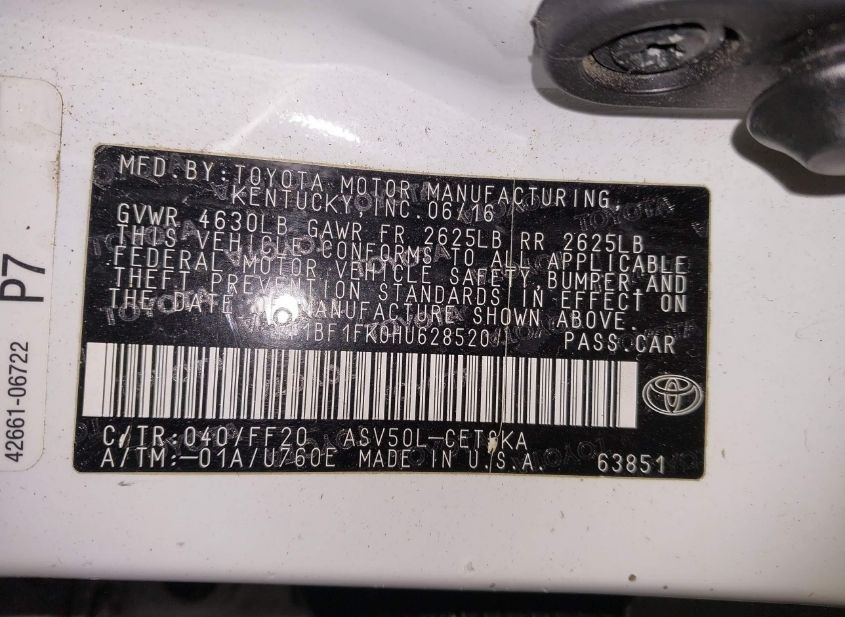 MFD.BY:TOYOTA MOTOR MANUFACTURING,
KENTUCKY,INC.06/16
GVWR 4630LB GAWR FR 2625LB RR 2625LB
THIS VEHICLE CONFORMS TO ALL APPLICABLE
FEDERAL MOTOR VEHICLE SAFETY,BUMPER,AND
THEFT PREVENTION STANDARDS IN EFFECT ON
THE DATE MANUFACTURE SHOWN ABOVE.
1BF1FK0HU628520 PASS.CAR
C/TR:040/FF20 ASV50L-CETSKA
A/TM:-01A/U760E MADE IN U.S.A. 63851
P7
42661-06722
TOYOTA